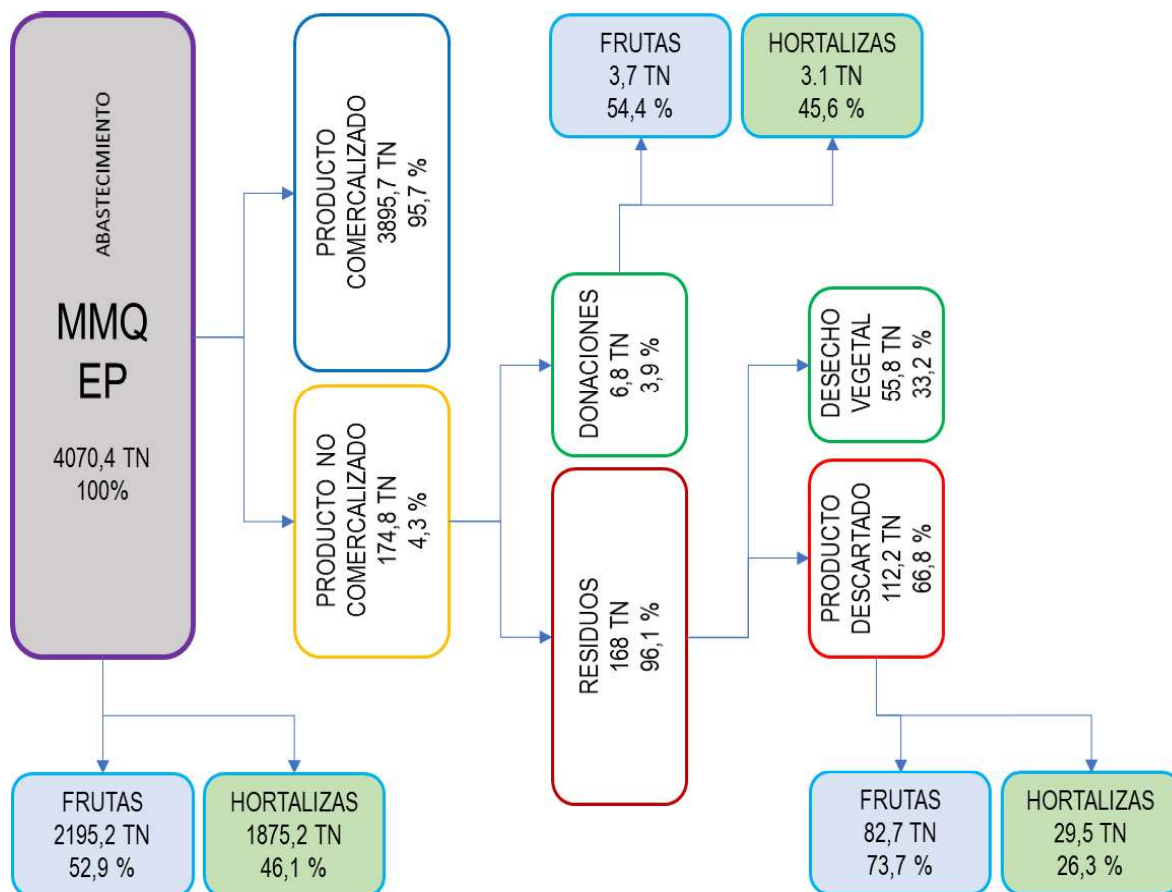 ABASTECIMIENTO
MMQ
EP
4070,4 TN
100%
FRUTAS
2195,2 TN
52,9 %
HORTALIZAS
1875,2 TN
46,1 %
PRODUCTO
COMERCALIZADO
3895,7 TN
95,7 %
PRODUCTO NO
COMERCALIZADO
174,8 TN
4,3 %
DONACIONES
6,8 TN
3,9 %
FRUTAS
3,7 TN
54,4 %
HORTALIZAS
3.1 TN
45,6 %
RESIDUOS
168 TN
96,1 %
DESECHO
VEGETAL
55,8 TN
33,2 %
PRODUCTO
DESCARTADO
112,2 TN
66,8 %
FRUTAS
82,7 TN
73,7 %
HORTALIZAS
29,5 TN
26,3 %